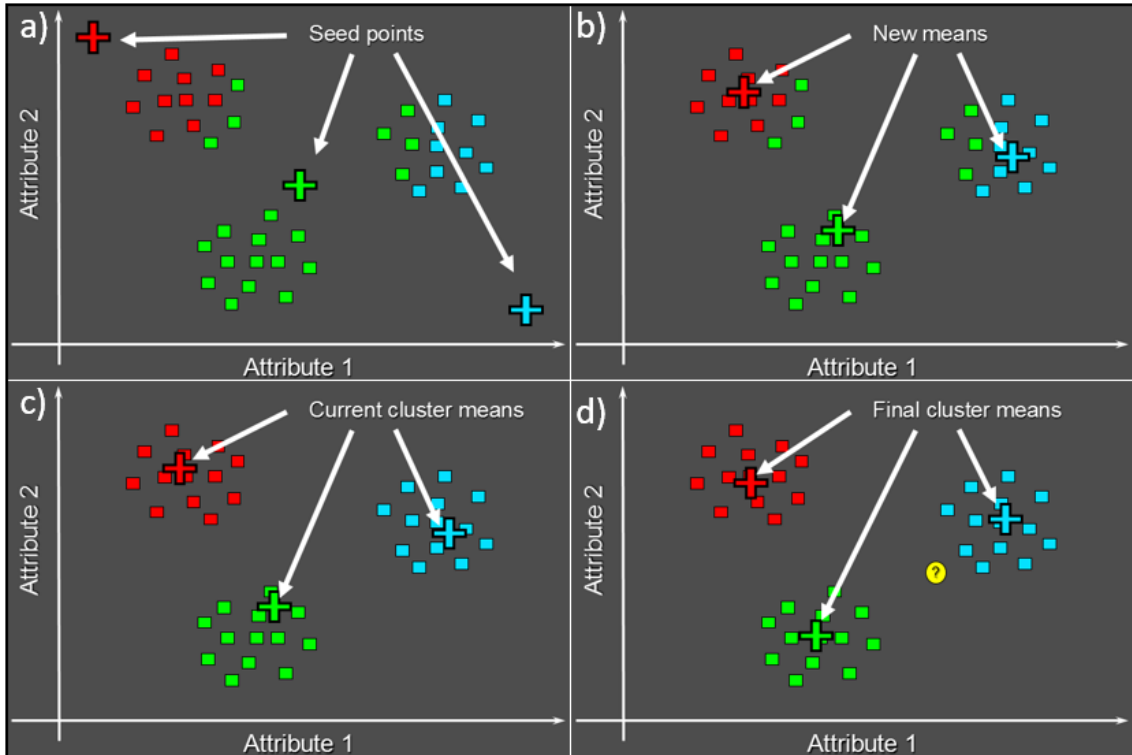 a)
Seed points
Attribute 2
Attribute 1
b)
New means
Attribute 2
Attribute 1
c)
Current cluster means
Attribute 2
Attribute 1
d)
Final cluster means
?
Attribute 2
Attribute 1